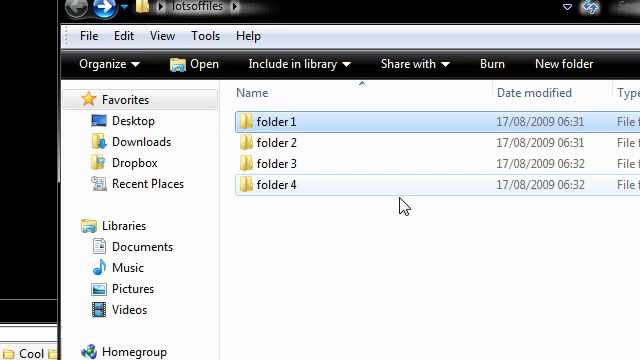 lotsoffiles
File Edit View Tools Help
Organize Open Include in library Share with Burn New folder
Favorites
Desktop
Downloads
Dropbox
Recent Places
Libraries
Documents
Music
Pictures
Videos
Homegroup
Name Date modified Type
folder 1 17/08/2009 06:31 File f
folder 2 17/08/2009 06:31 File f
folder 3 17/08/2009 06:32 File f
folder 4 17/08/2009 06:32 File f
Cool